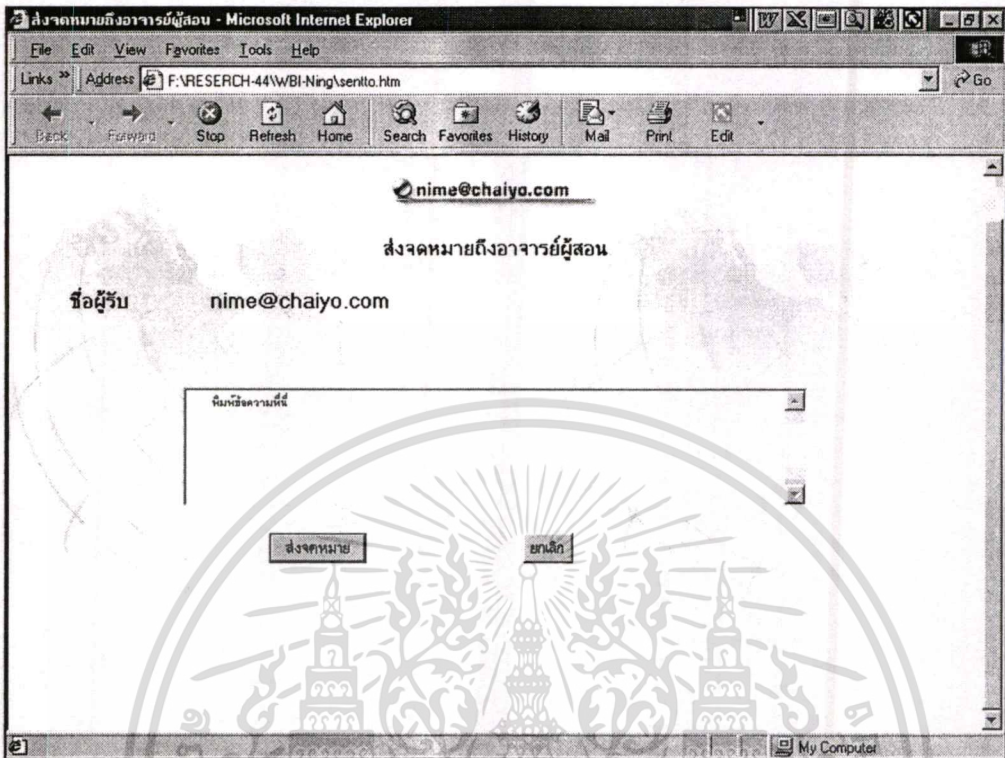 ส่งจดหมายถึงอาจารย์ผู้สอน - Microsoft Internet Explorer
File Edit View Favorites Tools Help
Links » Address F:\RESERCH-44\WBI-Ning\sentto.htm Go
Back Forward Stop Refresh Home Search Favorites History Mail Print Edit
nime@chaiyo.com
ส่งจดหมายถึงอาจารย์ผู้สอน
ชื่อผู้รับ nime@chaiyo.com
พิมพ์ข้อความที่นี่
ส่งจดหมาย ยกเลิก
My Computer